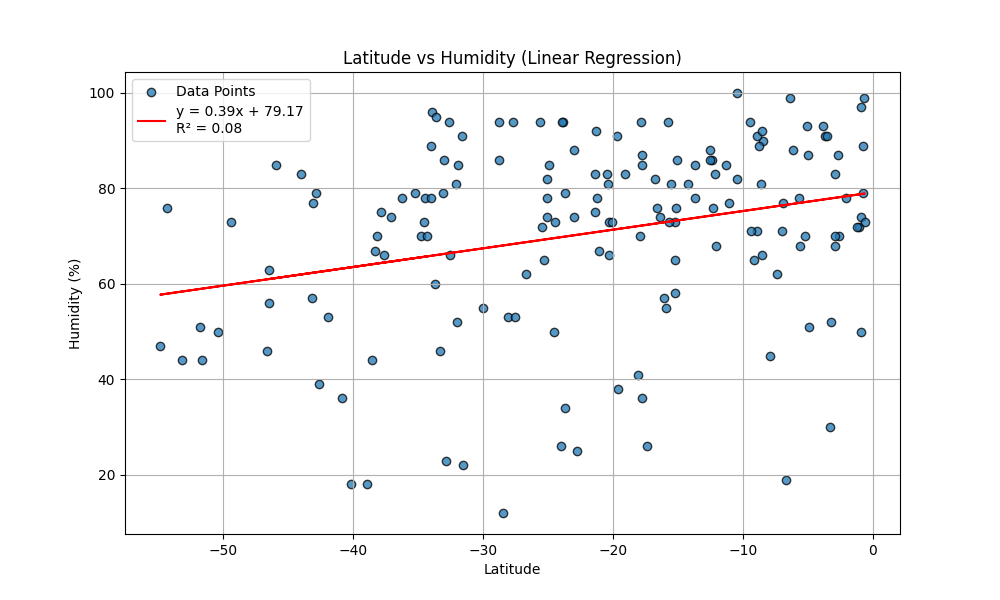 Latitude vs Humidity (Linear Regression)
Data Points
y = 0.39x + 79.17
R² = 0.08
Humidity (%)
100
80
60
40
20
−50
−40
−30
−20
−10
0
Latitude